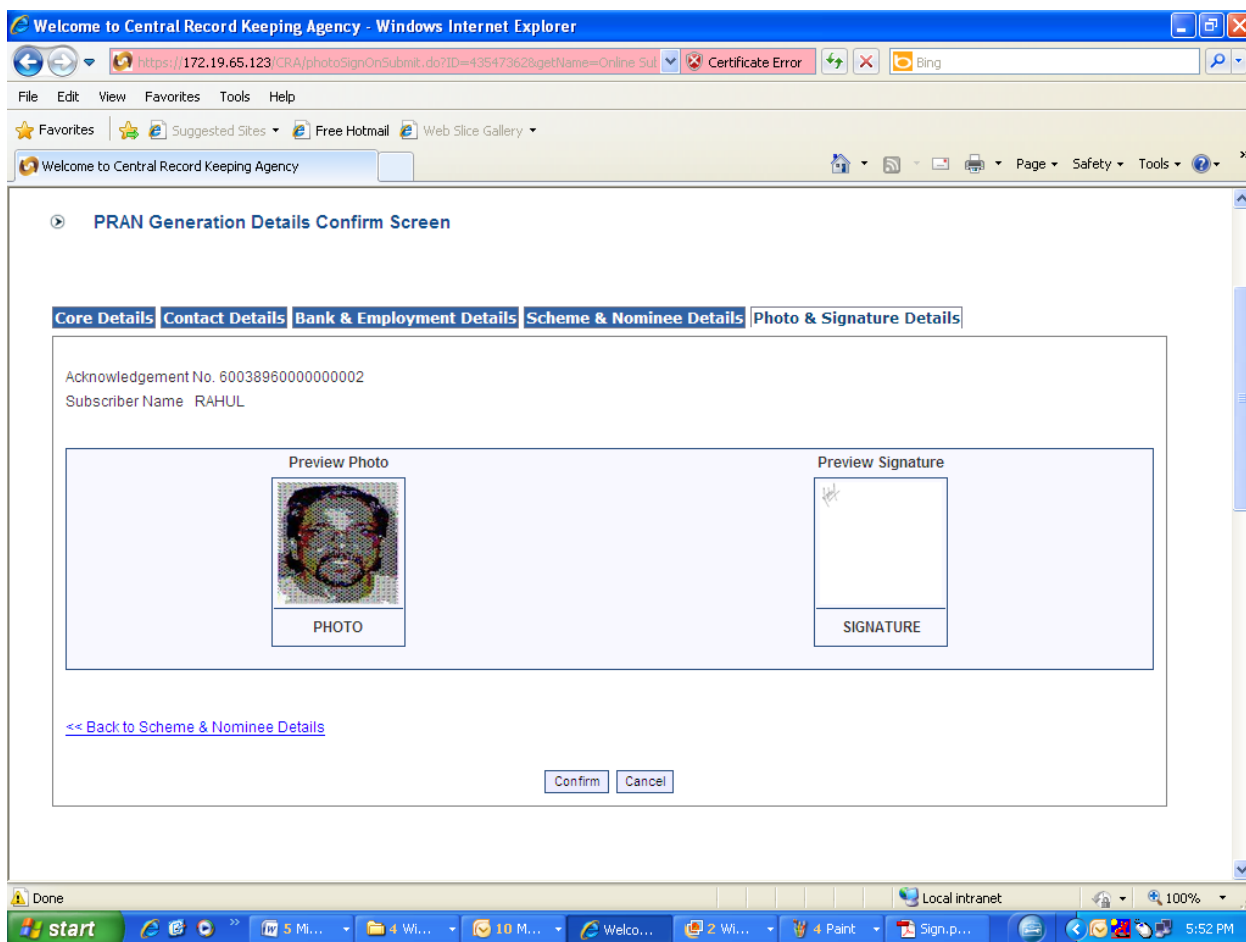 Welcome to Central Record Keeping Agency - Windows Internet Explorer
https://172.19.65.123/CRA/photoSignOnSubmit.do?ID=435473628getName=Online Sul Certificate Error Bing
File Edit View Favorites Tools Help
Favorites Suggested Sites Free Hotmail Web Slice Gallery
Welcome to Central Record Keeping Agency Page Safety Tools
PRAN Generation Details Confirm Screen
Core Details Contact Details Bank & Employment Details Scheme & Nominee Details Photo & Signature Details
Acknowledgement No. 60038960000000002
Subscriber Name RAHUL
Preview Photo Preview Signature
PHOTO SIGNATURE
<< Back to Scheme & Nominee Details
Confirm Cancel
Done Local intranet 100%
start 5 Mi... 4 Wi... 10 M... Welco... 2 Wi... 4 Paint Sign.p... 5:52 PM